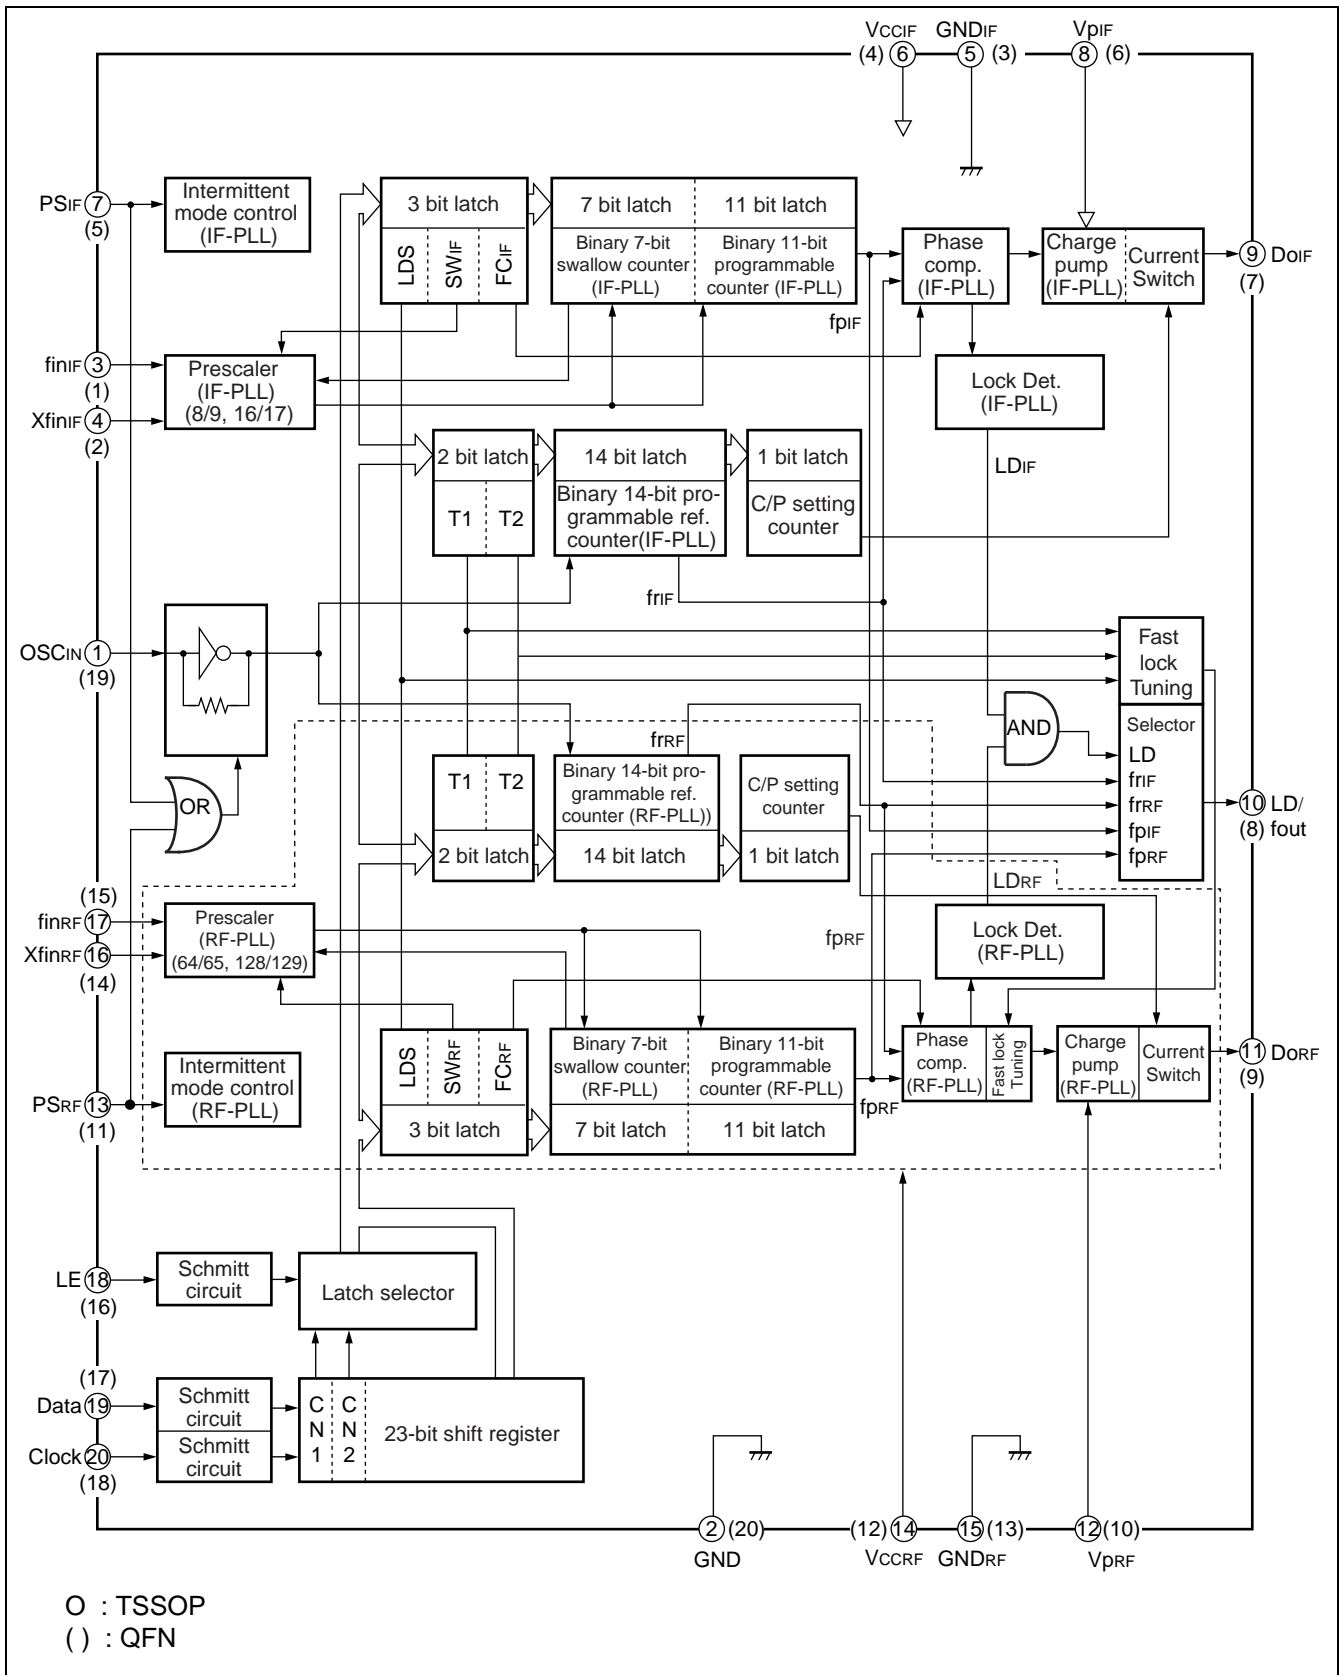 VCCIF GNDIF VpIF
(4) 6 5 (3) 8 (6)
PSIF 7
(5)
Intermittent
mode control
(IF-PLL)
3 bit latch
LDS
SWIF
FCIF
7 bit latch
11 bit latch
Binary 7-bit
swallow counter
(IF-PLL)
Binary 11-bit
programmable
counter (IF-PLL)
Phase
comp.
(IF-PLL)
Charge
pump
(IF-PLL)
Current
Switch
9 DoIF
(7)
fpIF
finIF 3
(1)
XfinIF 4
(2)
Prescaler
(IF-PLL)
(8/9, 16/17)
Lock Det.
(IF-PLL)
LDIF
2 bit latch
T1
T2
14 bit latch
Binary 14-bit pro-
grammable ref.
counter(IF-PLL)
1 bit latch
C/P setting
counter
frIF
OSCIN 1
(19)
Fast
lock
Tuning
OR
AND
Selector
LD
frIF
frRF
fpIF
fpRF
10 LD/
(8) fout
frRF
T1
T2
2 bit latch
Binary 14-bit pro-
grammable ref.
counter (RF-PLL))
14 bit latch
C/P setting
counter
1 bit latch
LDRF
(15)
finRF 17
XfinRF 16
(14)
Prescaler
(RF-PLL)
(64/65, 128/129)
fpRF
Lock Det.
(RF-PLL)
PSRF 13
(11)
Intermittent
mode control
(RF-PLL)
LDS
SWRF
FCRF
3 bit latch
Binary 7-bit
swallow counter
(RF-PLL)
Binary 11-bit
programmable
counter (RF-PLL)
7 bit latch
11 bit latch
fpRF
Phase
comp.
(RF-PLL)
Fast lock
Tuning
Charge
pump
(RF-PLL)
Current
Switch
11 DoRF
(9)
LE 18
(16)
Schmitt
circuit
Latch selector
(17)
Data 19
Clock 20
(18)
Schmitt
circuit
Schmitt
circuit
C
N
1
C
N
2
23-bit shift register
2 (20) (12) 14 15 (13) 12 (10)
GND VCCRF GNDRF VpRF
O : TSSOP
( ) : QFN